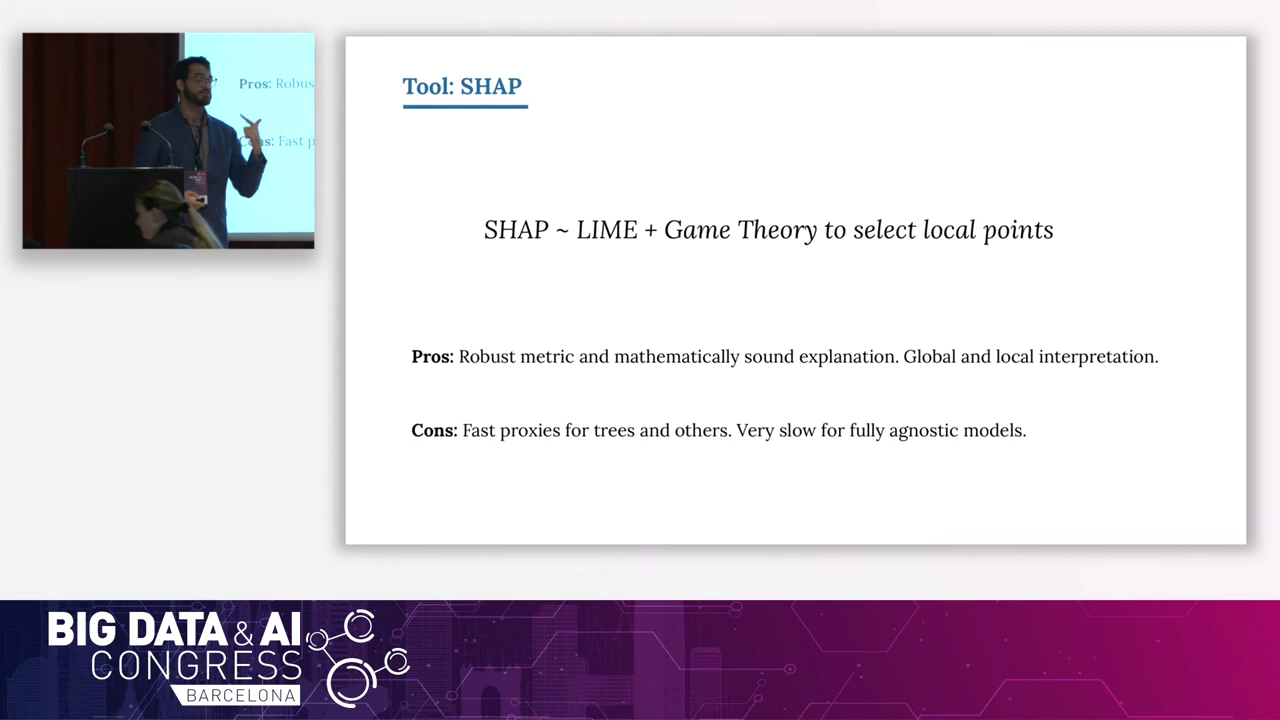 Pros: Robus
Cons: Fast p
Tool: SHAP
SHAP ~ LIME + Game Theory to select local points
Pros: Robust metric and mathematically sound explanation. Global and local interpretation.
Cons: Fast proxies for trees and others. Very slow for fully agnostic models.
BIG DATA & AI
CONGRESS
BARCELONA